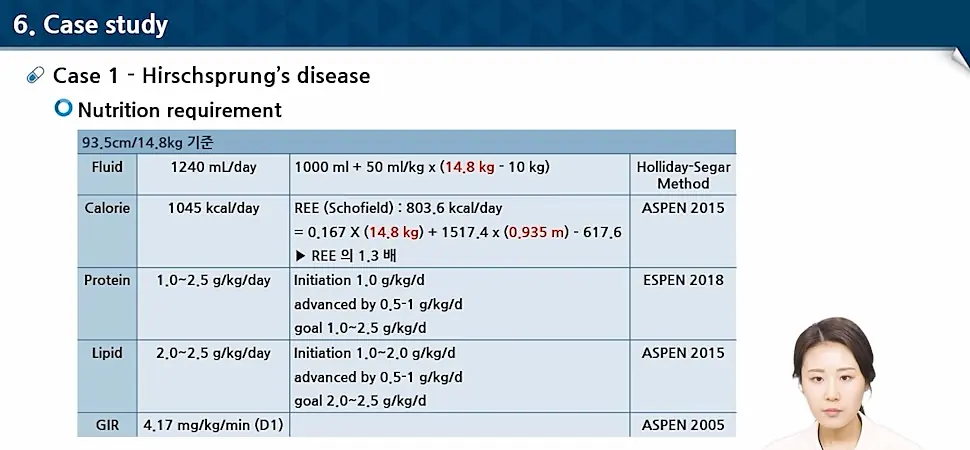 6. Case study
Case 1 - Hirschsprung's disease
Nutrition requirement
93.5cm/14.8kg 기준
Fluid 1240 mL/day 1000 ml + 50 ml/kg x (14.8 kg - 10 kg) Holliday-Segar
Method
Calorie 1045 kcal/day REE (Schofield) : 803.6 kcal/day ASPEN 2015
= 0.167 X (14.8 kg) + 1517.4 x (0.935 m) - 617.6
▶ REE 의 1.3 배
Protein 1.0~2.5 g/kg/day Initiation 1.0 g/kg/d ESPEN 2018
advanced by 0.5-1 g/kg/d
goal 1.0~2.5 g/kg/d
Lipid 2.0~2.5 g/kg/day Initiation 1.0~2.0 g/kg/d ASPEN 2015
advanced by 0.5-1 g/kg/d
goal 2.0~2.5 g/kg/d
GIR 4.17 mg/kg/min (D1) ASPEN 2005